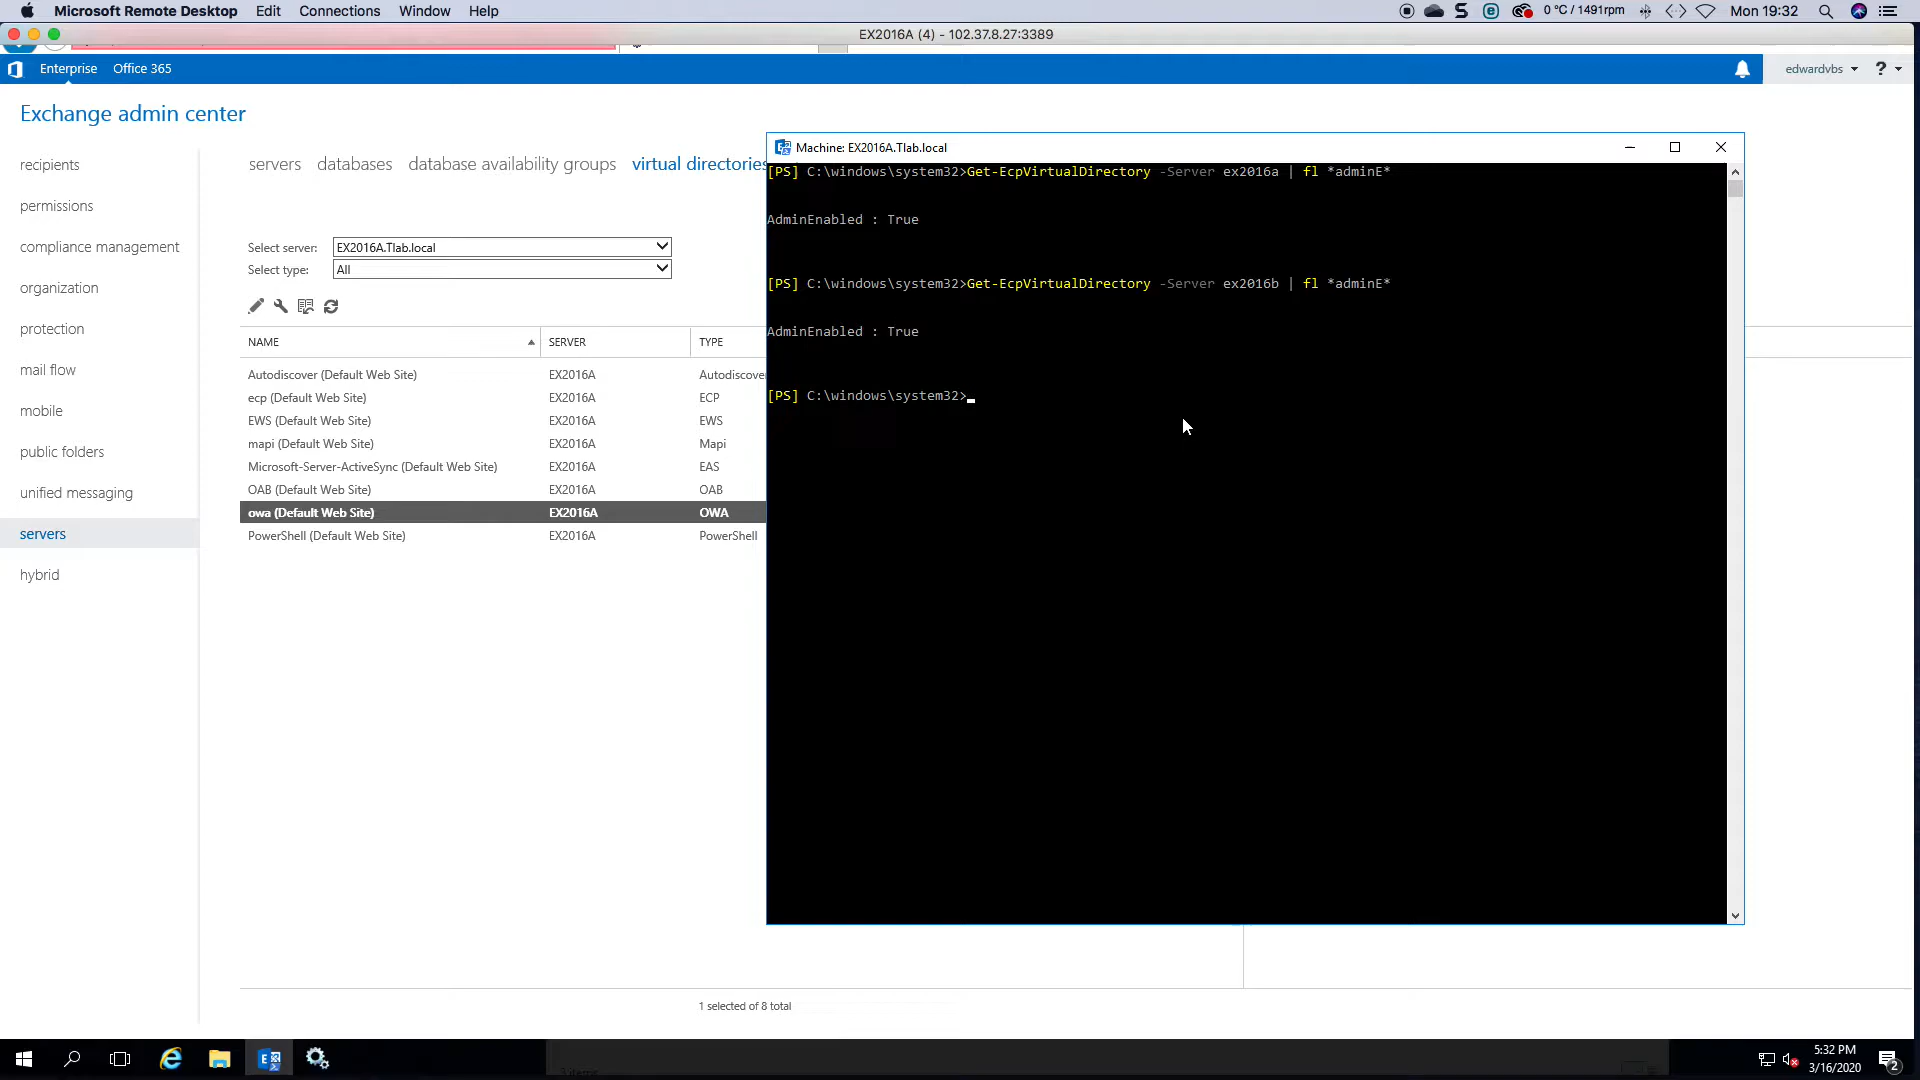 Microsoft Remote Desktop Edit Connections Window Help 0 °C / 1491rpm Mon 19:32
EX2016A (4) - 102.37.8.27:3389
Enterprise Office 365 edwardvbs ?
Exchange admin center
recipients
permissions
compliance management
organization
protection
mail flow
mobile
public folders
unified messaging
servers
hybrid
servers databases database availability groups virtual directories
Select server: EX2016A.Tlab.local
Select type: All
NAME SERVER TYPE
Autodiscover (Default Web Site) EX2016A Autodiscove
ecp (Default Web Site) EX2016A ECP
EWS (Default Web Site) EX2016A EWS
mapi (Default Web Site) EX2016A Mapi
Microsoft-Server-ActiveSync (Default Web Site) EX2016A EAS
OAB (Default Web Site) EX2016A OAB
owa (Default Web Site) EX2016A OWA
PowerShell (Default Web Site) EX2016A PowerShell
1 selected of 8 total
Machine: EX2016A.Tlab.local
[PS] C:\windows\system32>Get-EcpVirtualDirectory -Server ex2016a | fl *adminE*
AdminEnabled : True
[PS] C:\windows\system32>Get-EcpVirtualDirectory -Server ex2016b | fl *adminE*
AdminEnabled : True
[PS] C:\windows\system32>
5:32 PM
3/16/2020
2